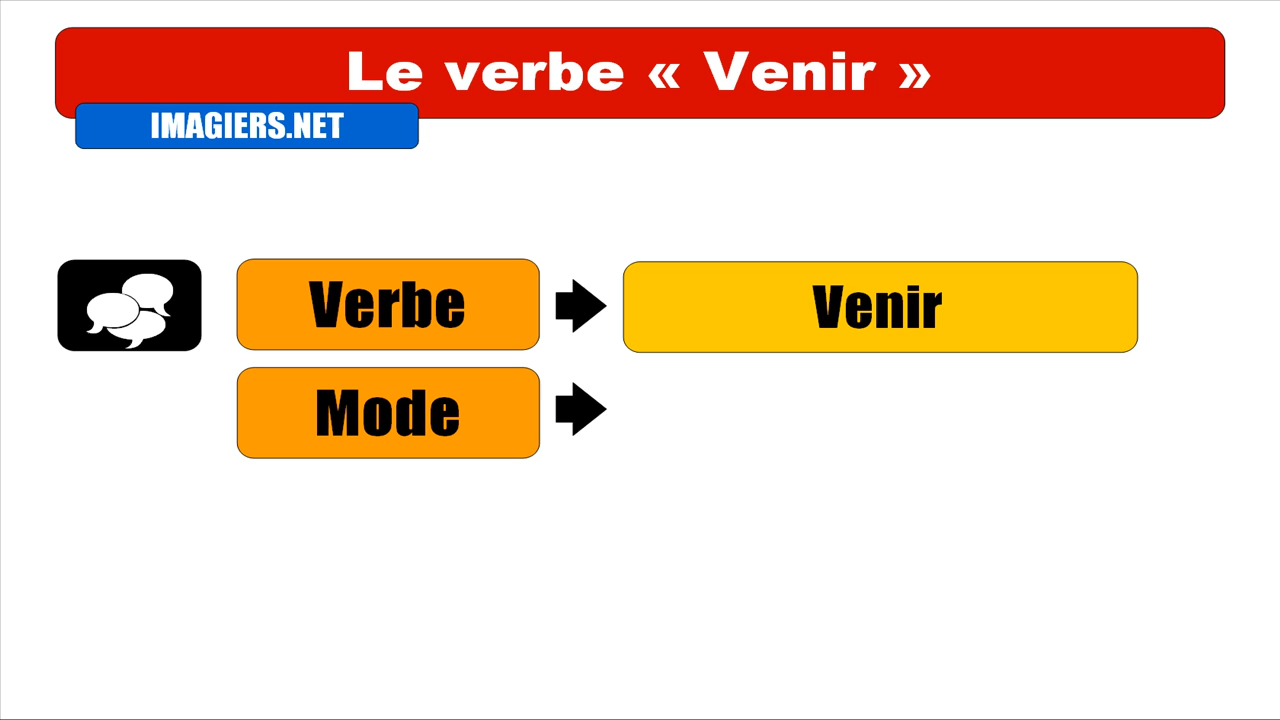 Le verbe « Venir »
IMAGIERS.NET
Verbe
Venir
Mode